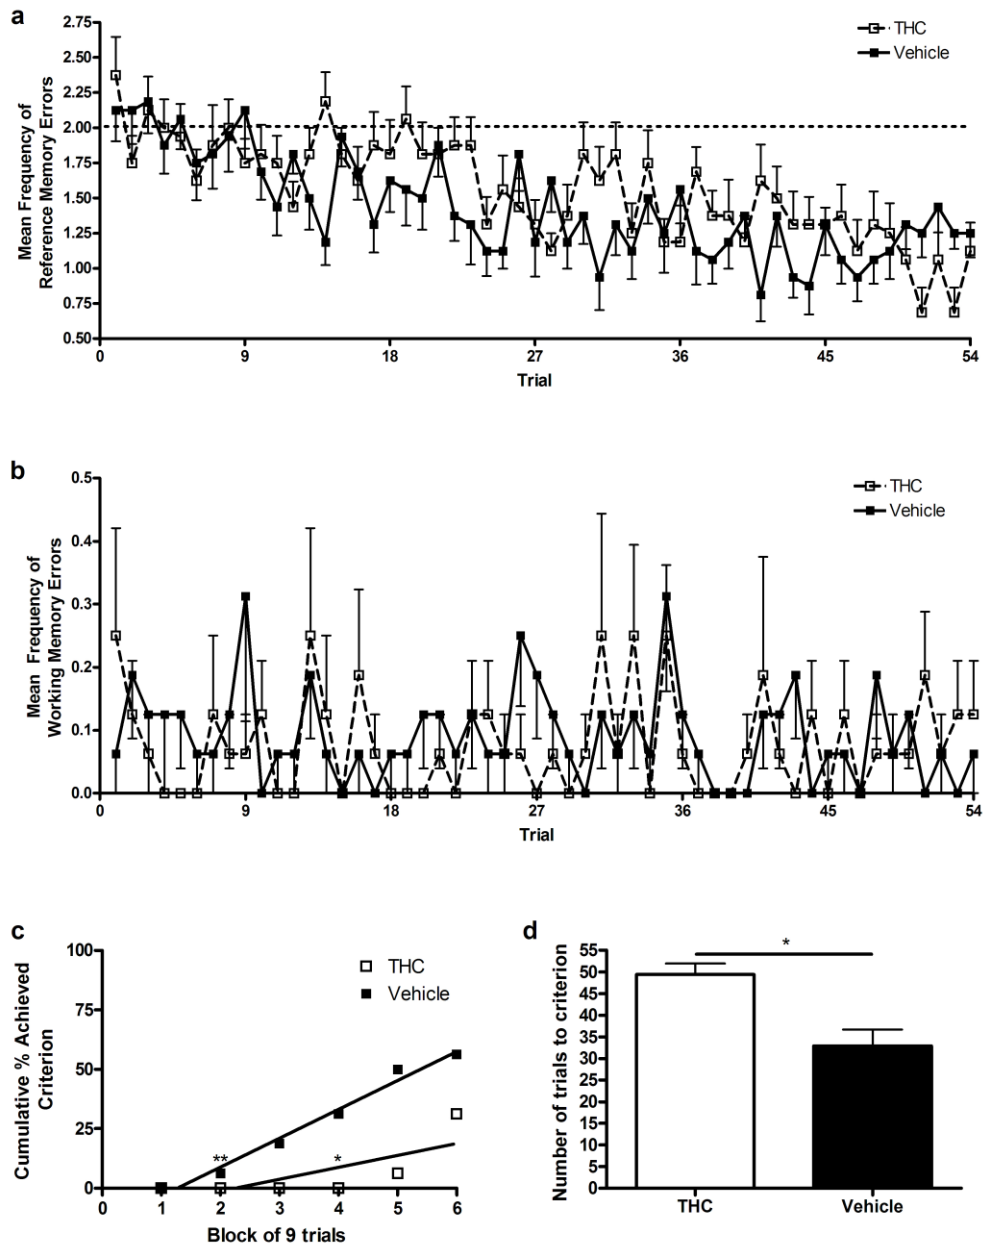 a
2.75
2.50
2.25
2.00
1.75
1.50
1.25
1.00
0.75
0.50
Mean Frequency of
Reference Memory Errors
THC
Vehicle
0 9 18 27 36 45 54
Trial
b
0.5
0.4
0.3
0.2
0.1
0.0
Mean Frequency of
Working Memory Errors
THC
Vehicle
0 9 18 27 36 45 54
Trial
c
100
75
50
25
0
Cumulative % Achieved
Criterion
THC
Vehicle
**
*
0 1 2 3 4 5 6
Block of 9 trials
d
55
50
45
40
35
30
25
20
15
10
5
0
Number of trials to criterion
*
THC Vehicle